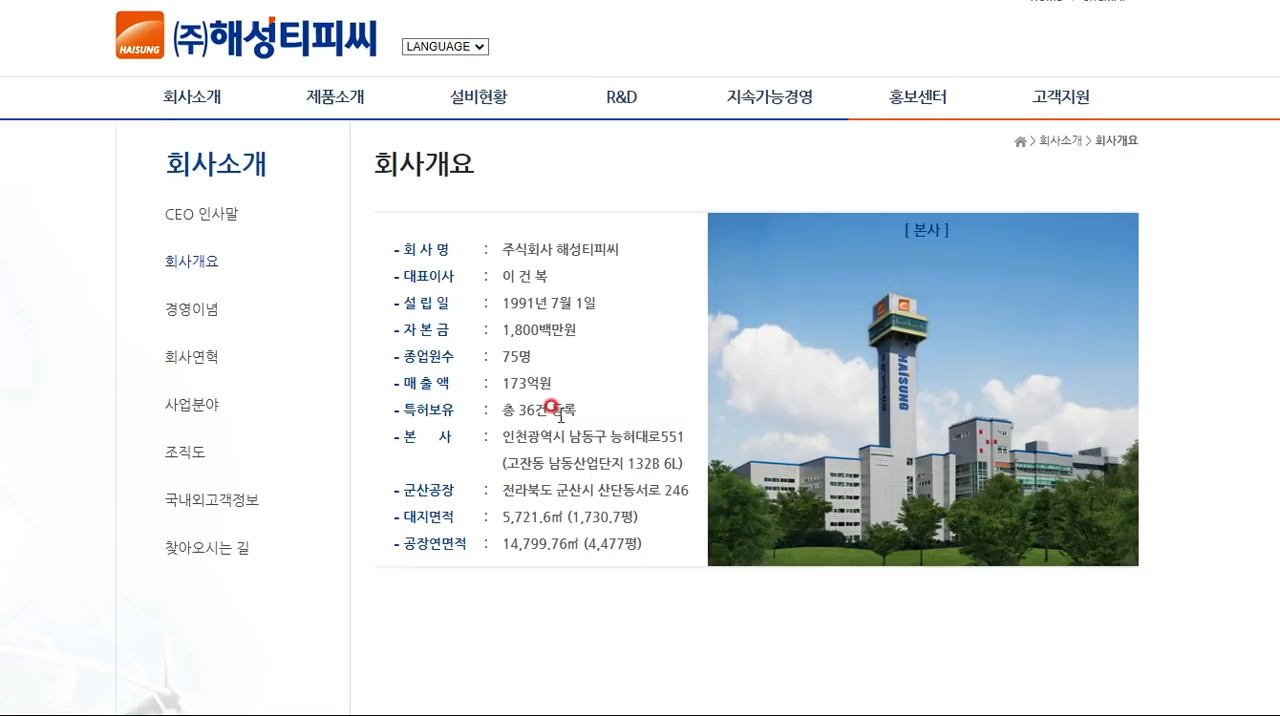 HAISUNG
(주)해성티피씨
LANGUAGE
회사소개
제품소개
설비현황
R&D
지속가능경영
홍보센터
고객지원
> 회사소개 > 회사개요
회사소개
CEO 인사말
회사개요
경영이념
회사연혁
사업분야
조직도
국내외고객정보
찾아오시는 길
회사개요
- 회 사 명 : 주식회사 해성티피씨
- 대표이사 : 이 건 복
- 설 립 일 : 1991년 7월 1일
- 자 본 금 : 1,800백만원
- 종업원수 : 75명
- 매 출 액 : 173억원
- 특허보유 : 총 36건 등록
- 본 사 : 인천광역시 남동구 능허대로551
(고잔동 남동산업단지 132B 6L)
- 군산공장 : 전라북도 군산시 산단동서로 246
- 대지면적 : 5,721.6㎡ (1,730.7평)
- 공장연면적 : 14,799.76㎡ (4,477평)
[ 본사 ]
HAISUNG